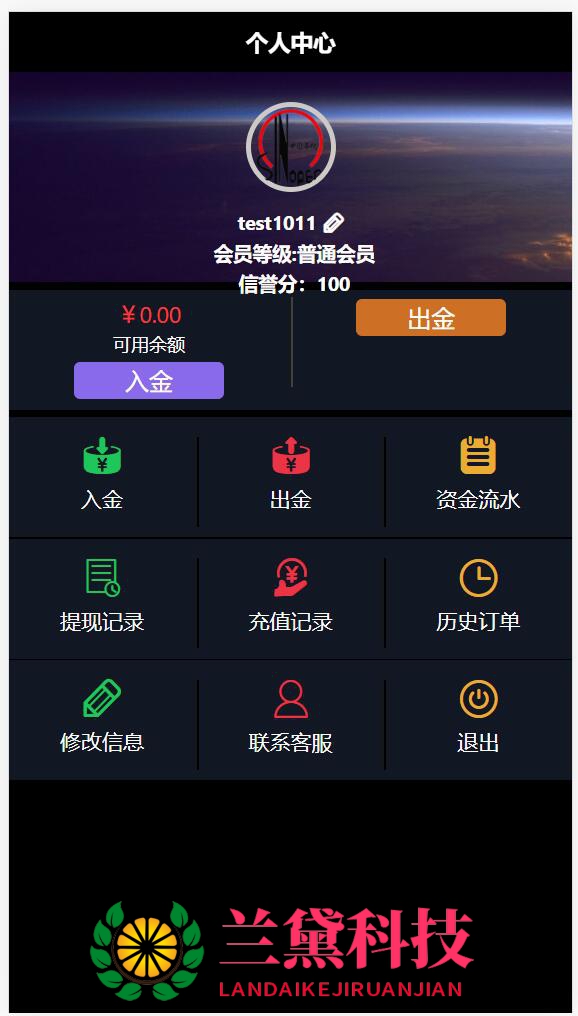 个人中心
test1011
会员等级:普通会员
信誉分：100
￥0.00
可用余额
入金
出金
入金
出金
资金流水
提现记录
充值记录
历史订单
修改信息
联系客服
退出
兰黛科技
LANDAIKEJIRUANJIAN